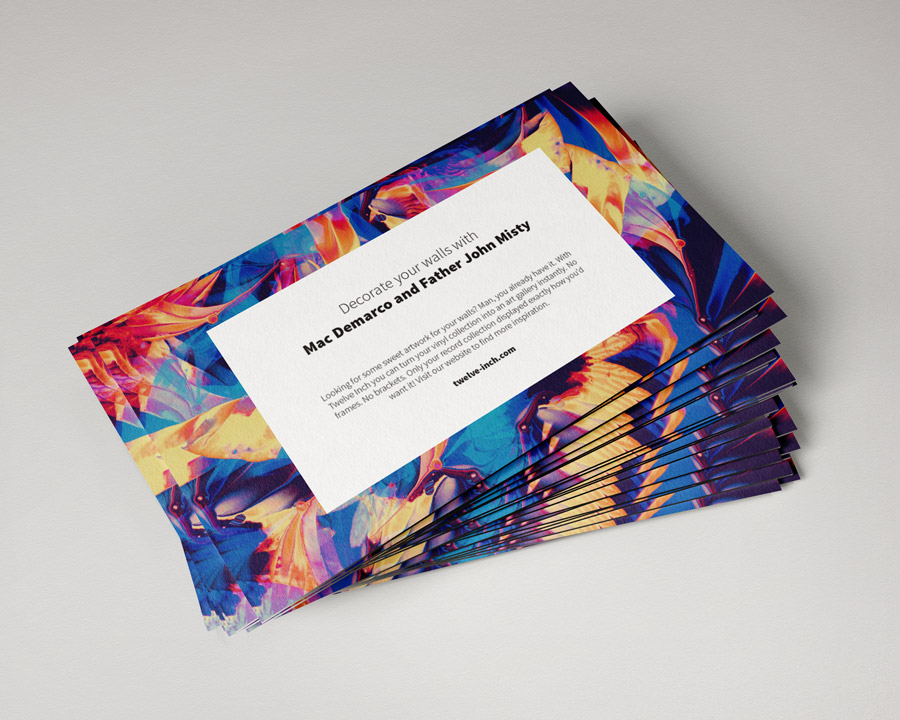 Decorate your walls with
Mac Demarco and Father John Misty
Looking for some sweet artwork for your walls? Man, you already have it. With
Twelve Inch you can turn your vinyl collection into an art gallery instantly. No
frames. No brackets. Only your record collection displayed exactly how you'd
want it! Visit our website to find more inspiration.
twelve-inch.com